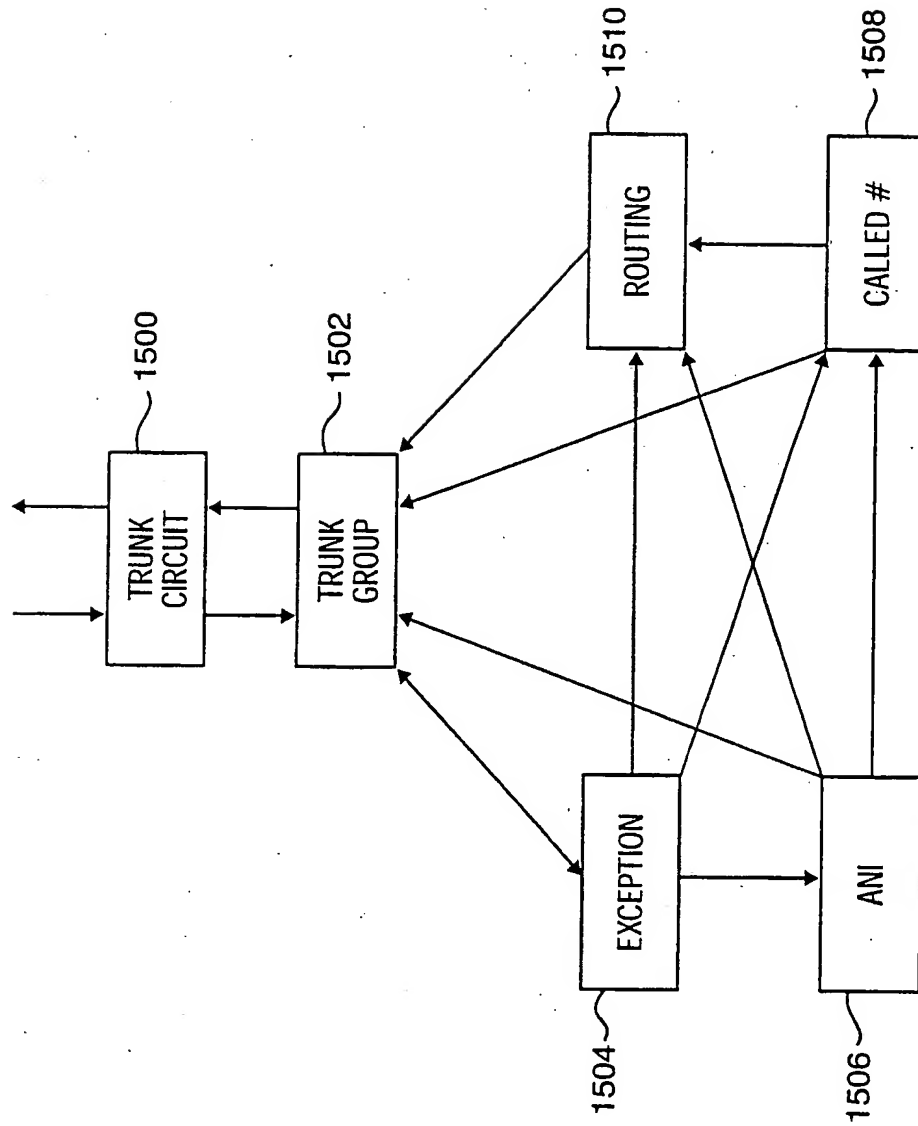 1500
TRUNK
CIRCUIT
1502
TRUNK
GROUP
1504
EXCEPTION
1510
ROUTING
1506
ANI
1508
CALLED #